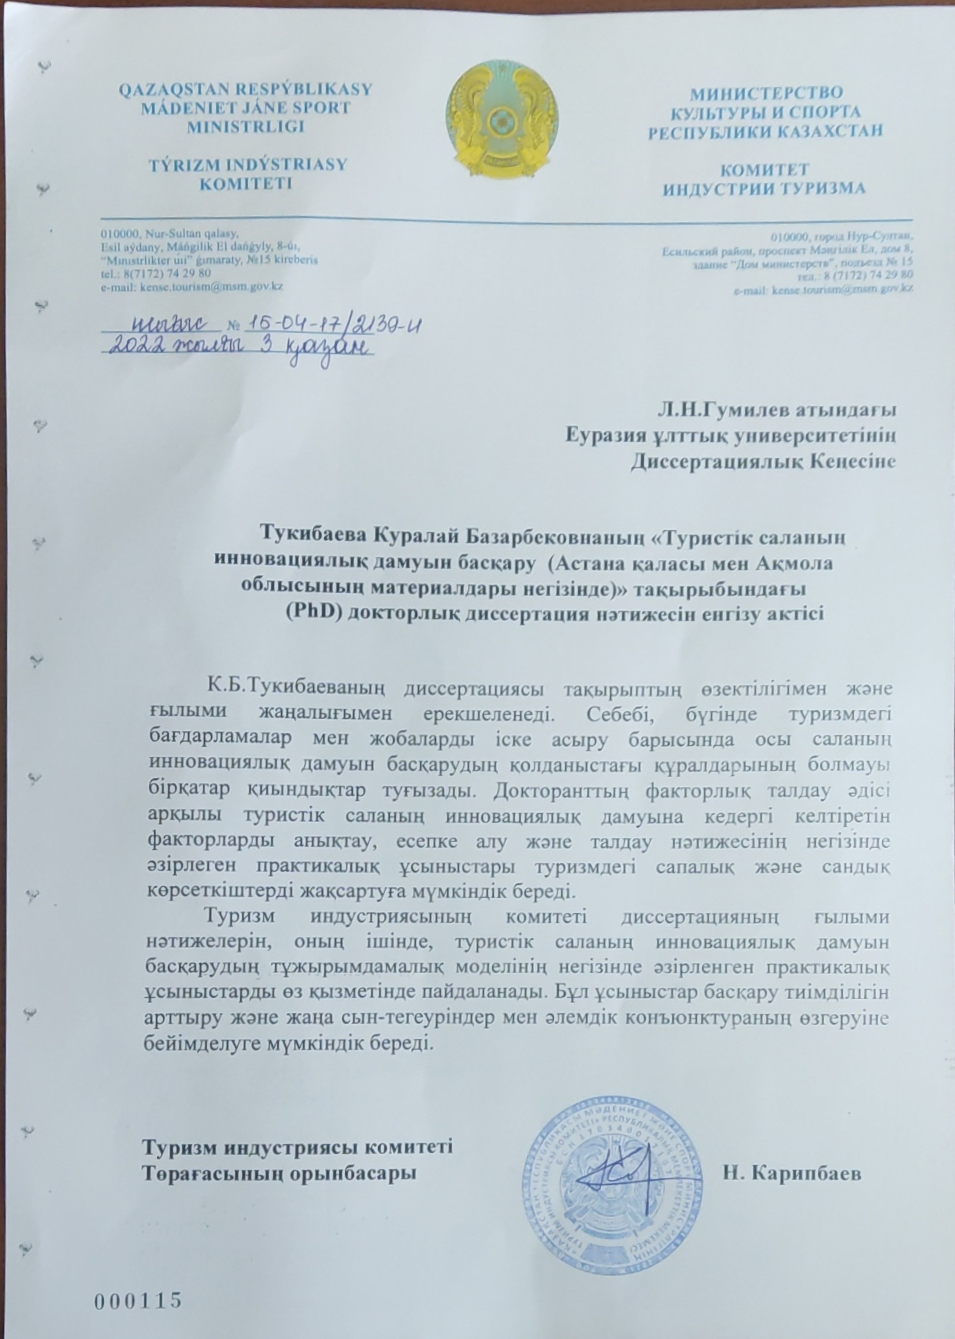 QAZAQSTAN RESPÝBLIKASY
MÁDENIET JÁNE SPORT
MINISTRLIGI
TÝRIZM INDÝSTRIASY
KOMITETI
МИНИСТЕРСТВО
КУЛЬТУРЫ И СПОРТА
РЕСПУБЛИКИ КАЗАХСТАН
КОМИТЕТ
ИНДУСТРИИ ТУРИЗМА
010000, Nur-Sultan qalasy,
Esil aýdany, Máńgilik El dańǵyly, 8-úı,
"Ministrlikter úıi" ǵımaraty, №15 kireberis
tel.: 8(7172) 74 29 80
e-mail: kense.tourism@msm.gov.kz
010000, город Нур-Султан,
Есильский район, проспект Мәңгілік Ел, дом 8,
здание "Дом министерств", подъезд № 15
тел.: 8 (7172) 74 29 80
e-mail: kense.tourism@msm.gov.kz
шығыс № 15-04-17/2139-И
2022 жылғы 3 қазан
Л.Н.Гумилев атындағы
Еуразия ұлттық университетінің
Диссертациялық Кеңесіне
Тукибаева Куралай Базарбековнаның «Туристік саланың
инновациялық дамуын басқару (Астана қаласы мен Ақмола
облысының материалдары негізінде)» тақырыбындағы
(PhD) докторлық диссертация нәтижесін енгізу актісі
К.Б.Тукибаеваның диссертациясы тақырыптың өзектілігімен және
ғылыми жаңалығымен ерекшеленеді. Себебі, бүгінде туризмдегі
бағдарламалар мен жобаларды іске асыру барысында осы саланың
инновациялық дамуын басқарудың қолданыстағы құралдарының болмауы
бірқатар қиындықтар туғызады. Докторанттың факторлық талдау әдісі
арқылы туристік саланың инновациялық дамуына кедергі келтіретін
факторларды анықтау, есепке алу және талдау нәтижесінің негізінде
әзірлеген практикалық ұсыныстары туризмдегі сапалық және сандық
көрсеткіштерді жақсартуға мүмкіндік береді.
Туризм индустриясының комитеті диссертацияның ғылыми
нәтижелерін, оның ішінде, туристік саланың инновациялық дамуын
басқарудың тұжырымдамалық моделінің негізінде әзірленген практикалық
ұсыныстарды өз қызметінде пайдаланады. Бұл ұсыныстар басқару тиімділігін
арттыру және жаңа сын-тегеуріндер мен әлемдік конъюнктураның өзгеруіне
бейімделуге мүмкіндік береді.
Туризм индустриясы комитеті
Төрағасының орынбасары
Н. Карипбаев
000115